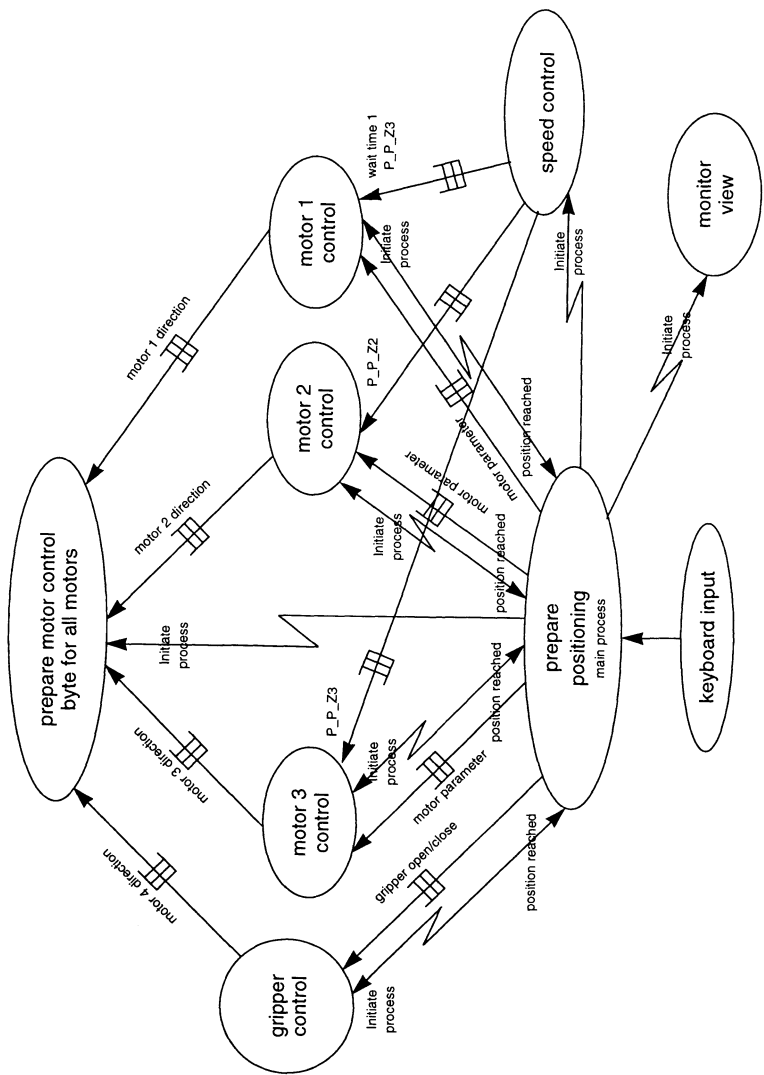 prepare motor control
byte for all motors
motor 4 direction
motor 3 direction
Initiate
process
motor 2 direction
motor 1 direction
gripper
control
motor 3
control
motor 2
control
motor 1
control
Initiate
process
gripper open/close
position reached
P_P_Z3
Initiate
process
motor parameter
position reached
P_P_Z2
Initiate
process
motor parameter
position reached
wait time 1
P_P_Z3
Initiate
process
motor parameter
position reached
speed control
Initiate
process
prepare
positioning
main process
Initiate
process
monitor
view
keyboard input